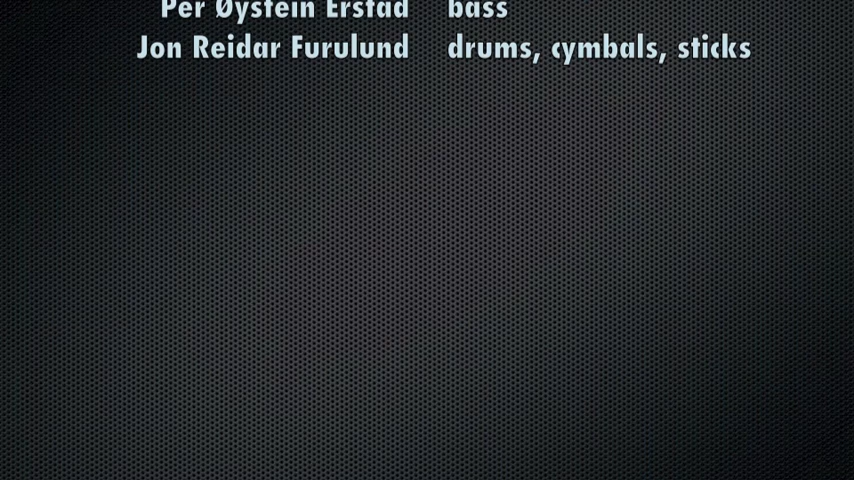 Per Øystein Erstad bass
Jon Reidar Furulund drums, cymbals, sticks